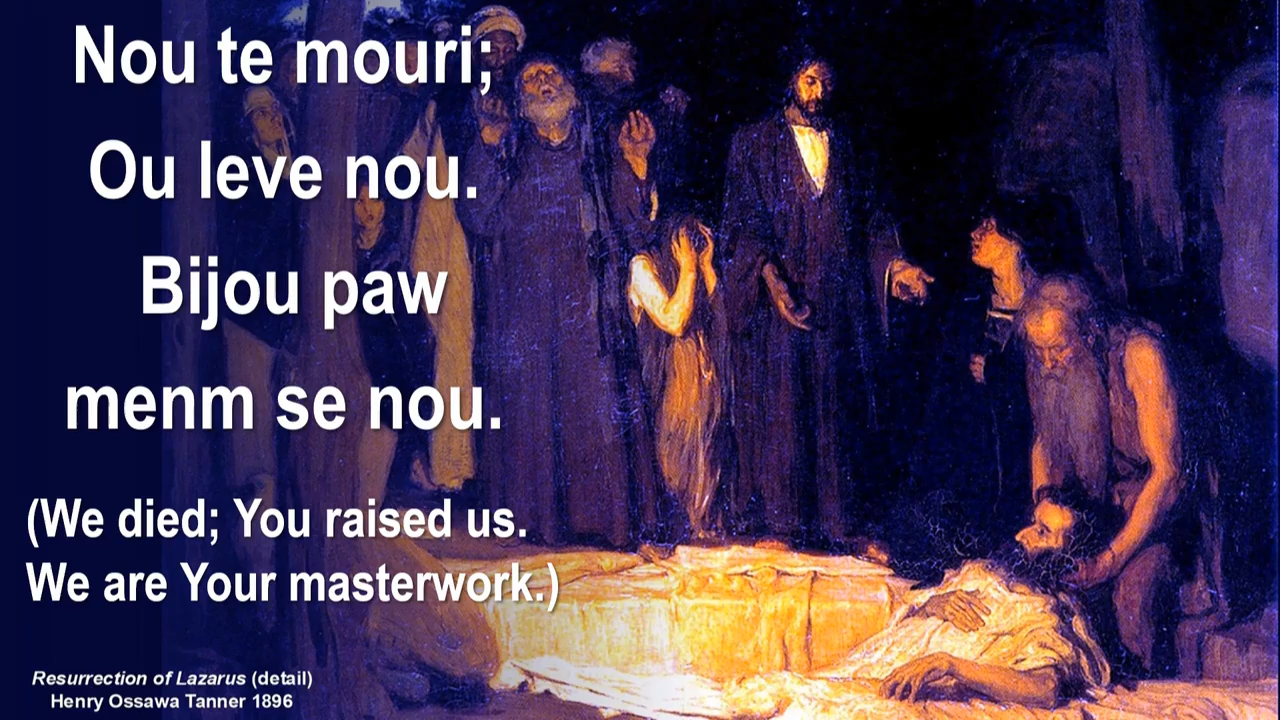 Nou te mouri;
Ou leve nou.
Bijou paw
menm se nou.
(We died; You raised us.
We are Your masterwork.)
Resurrection of Lazarus (detail)
Henry Ossawa Tanner 1896